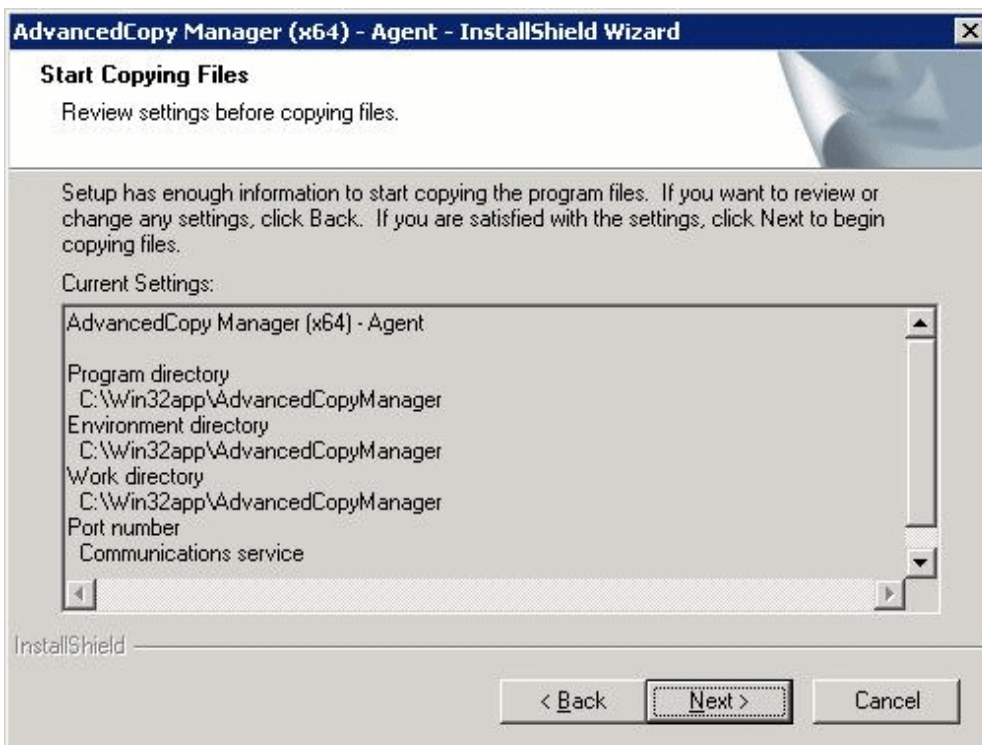 AdvancedCopy Manager (x64) - Agent - InstallShield Wizard
Start Copying Files
Review settings before copying files.
Setup has enough information to start copying the program files. If you want to review or
change any settings, click Back. If you are satisfied with the settings, click Next to begin
copying files.
Current Settings:
AdvancedCopy Manager (x64) - Agent
Program directory
C:\Win32app\AdvancedCopyManager
Environment directory
C:\Win32app\AdvancedCopyManager
Work directory
C:\Win32app\AdvancedCopyManager
Port number
Communications service
InstallShield
< Back
Next >
Cancel